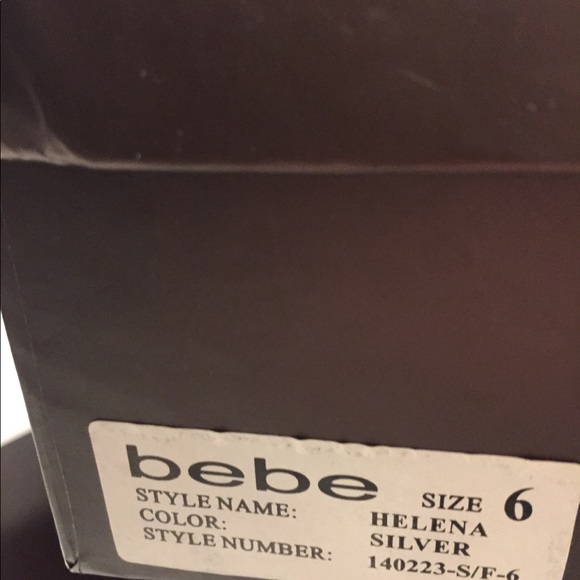 bebe SIZE 6
STYLE NAME: HELENA
COLOR: SILVER
STYLE NUMBER: 140223-S/F-6